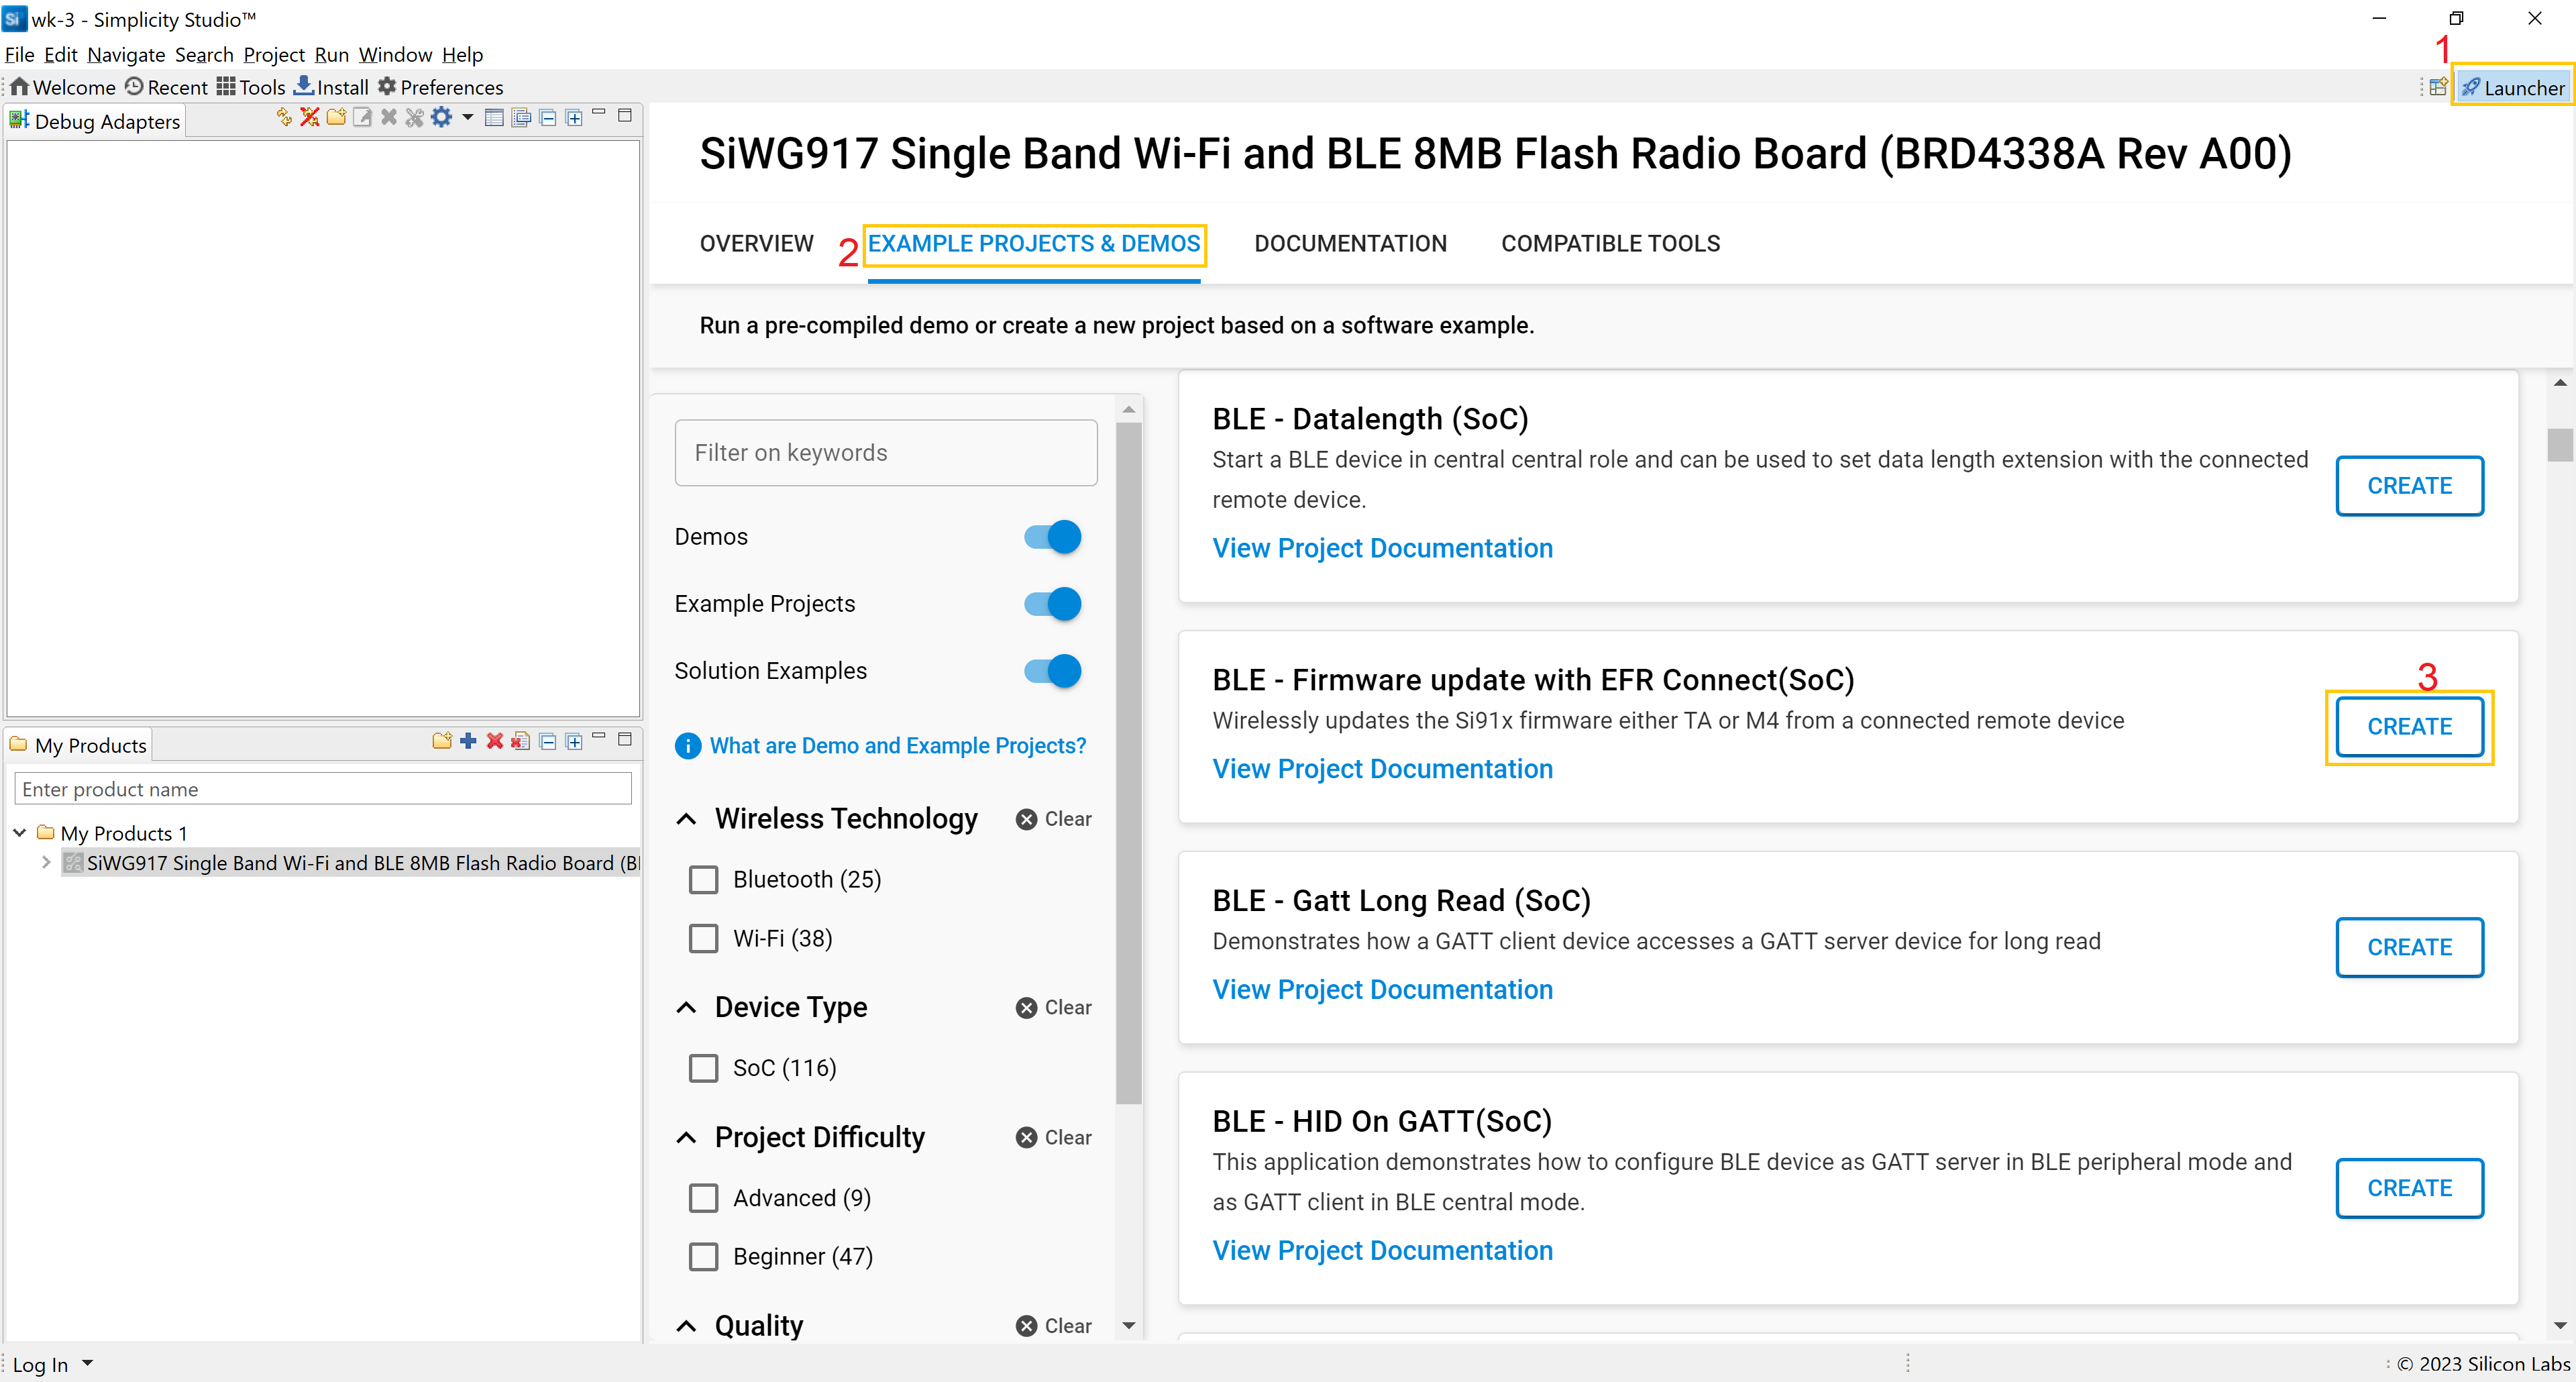 wk-3 - Simplicity Studio™
File Edit Navigate Search Project Run Window Help
1
Welcome Recent Tools Install Preferences
Launcher
Debug Adapters
SiWG917 Single Band Wi-Fi and BLE 8MB Flash Radio Board (BRD4338A Rev A00)
OVERVIEW 2 EXAMPLE PROJECTS & DEMOS DOCUMENTATION COMPATIBLE TOOLS
Run a pre-compiled demo or create a new project based on a software example.
Filter on keywords
Demos
Example Projects
Solution Examples
What are Demo and Example Projects?
Wireless Technology Clear
Bluetooth (25)
Wi-Fi (38)
Device Type Clear
SoC (116)
Project Difficulty Clear
Advanced (9)
Beginner (47)
Quality Clear
BLE - Datalength (SoC)
Start a BLE device in central central role and can be used to set data length extension with the connected
remote device.
CREATE
View Project Documentation
BLE - Firmware update with EFR Connect(SoC)
3
Wirelessly updates the Si91x firmware either TA or M4 from a connected remote device
CREATE
View Project Documentation
BLE - Gatt Long Read (SoC)
Demonstrates how a GATT client device accesses a GATT server device for long read
CREATE
View Project Documentation
BLE - HID On GATT(SoC)
This application demonstrates how to configure BLE device as GATT server in BLE peripheral mode and
as GATT client in BLE central mode.
CREATE
View Project Documentation
My Products
Enter product name
My Products 1
SiWG917 Single Band Wi-Fi and BLE 8MB Flash Radio Board (BI
Log In
© 2023 Silicon Labs